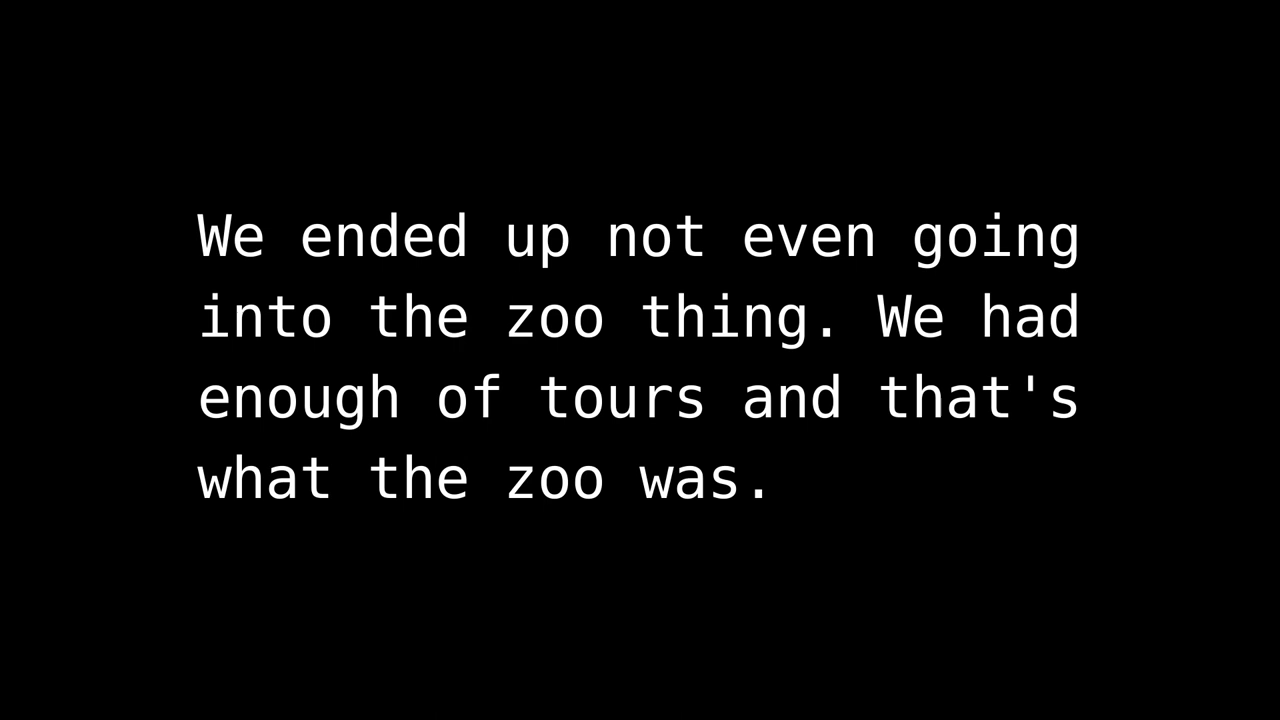 We ended up not even going
into the zoo thing. We had
enough of tours and that's
what the zoo was.